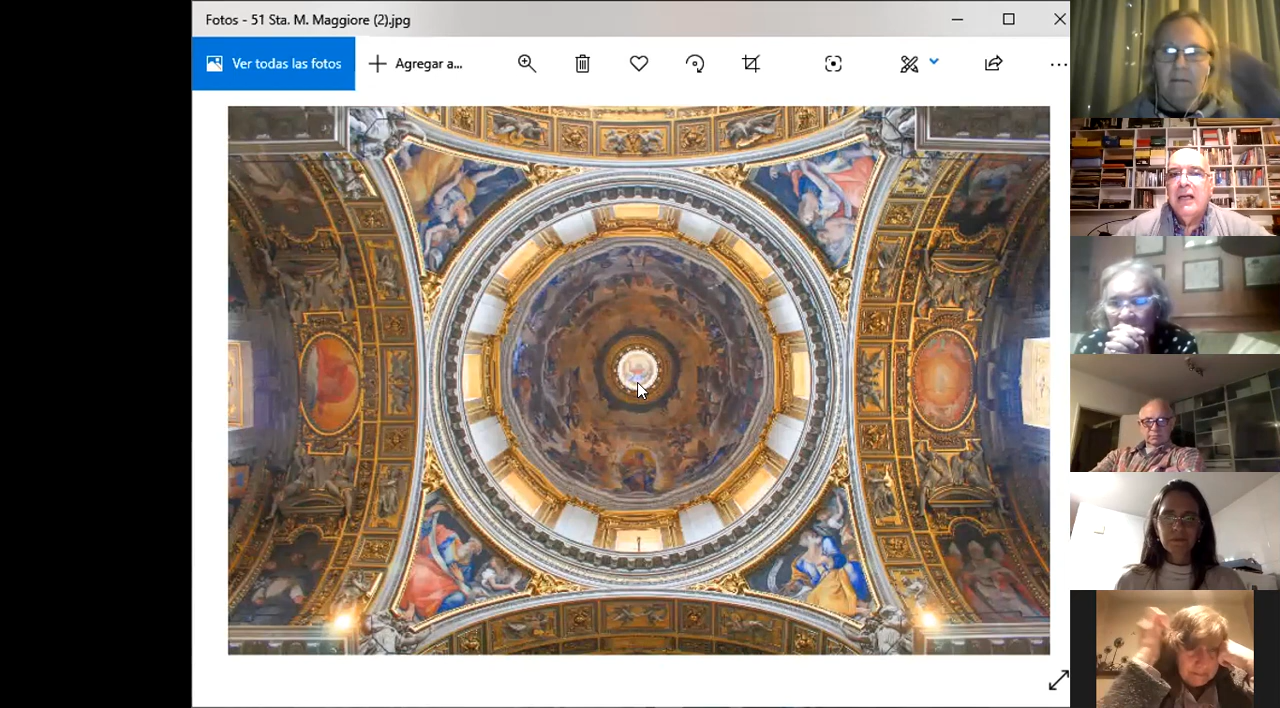 Fotos - 51 Sta. M. Maggiore (2).jpg
Ver todas las fotos
Agregar a...